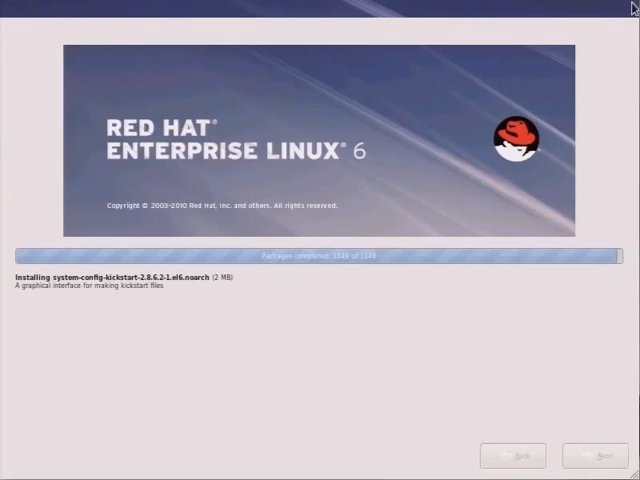 RED HAT®
ENTERPRISE LINUX® 6
Copyright © 2003-2010 Red Hat, Inc. and others. All rights reserved.
Packages completed: 1149 of 1149
Installing system-config-kickstart-2.8.6.2-1.el6.noarch (2 MB)
A graphical interface for making kickstart files
Back
Next